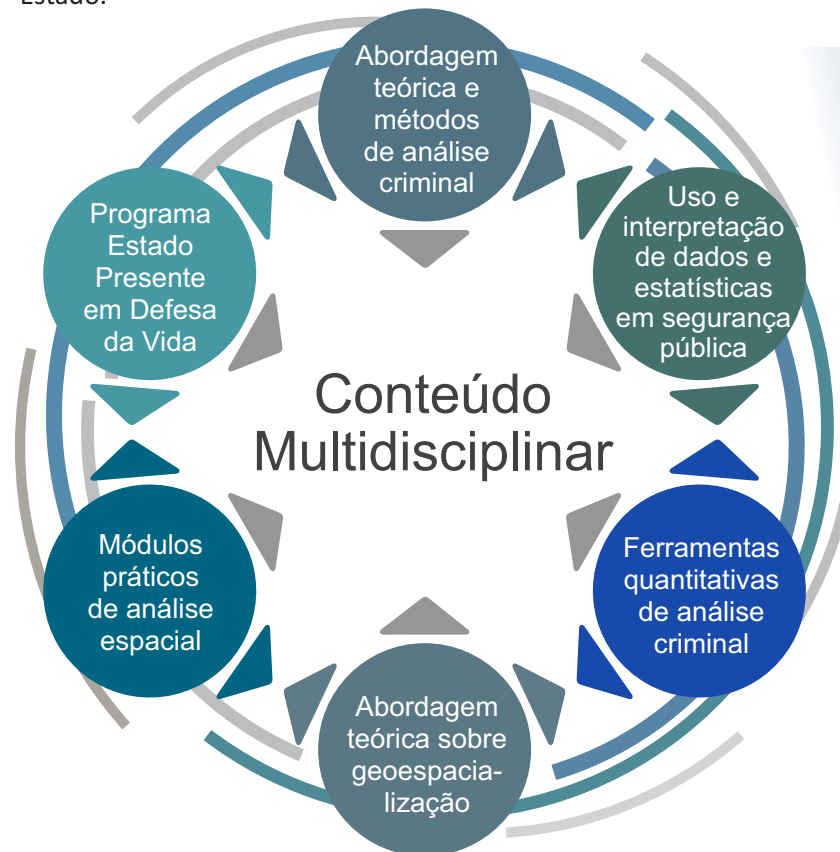 Estado.
Abordagem
teórica e
métodos
de análise
criminal
Uso e
interpretação
de dados e
estatísticas
em segurança
pública
Ferramentas
quantitativas
de análise
criminal
Abordagem
teórica sobre
geoespacia-
lização
Módulos
práticos
de análise
espacial
Programa
Estado
Presente
em Defesa
da Vida
Conteúdo
Multidisciplinar